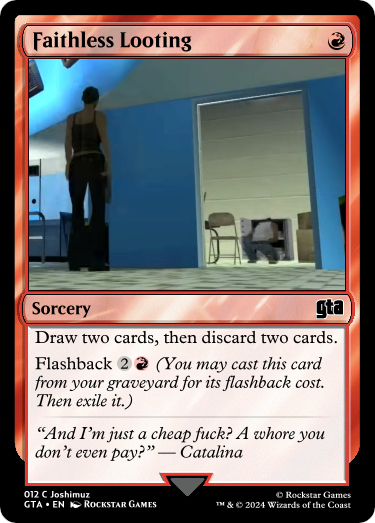 Faithless Looting
Sorcery
gta
Draw two cards, then discard two cards.
Flashback 2 (You may cast this card
from your graveyard for its flashback cost.
Then exile it.)
“And I’m just a cheap fuck? A whore you
don’t even pay?” — Catalina
012 C Joshimuz
GTA • EN Rockstar Games
© Rockstar Games
™ & © 2024 Wizards of the Coast